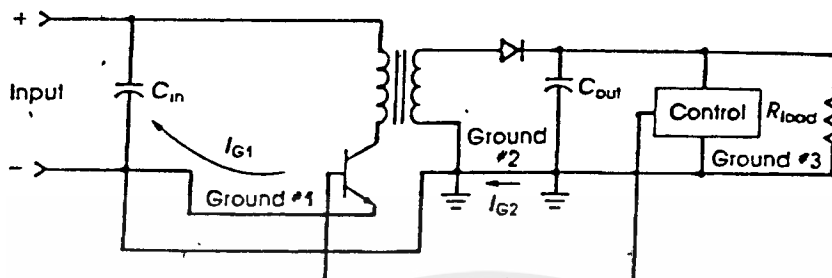 +
Input
C_in
I_G1
-
Ground #1
Ground #2
I_G2
C_out
Control
R_load
Ground #3